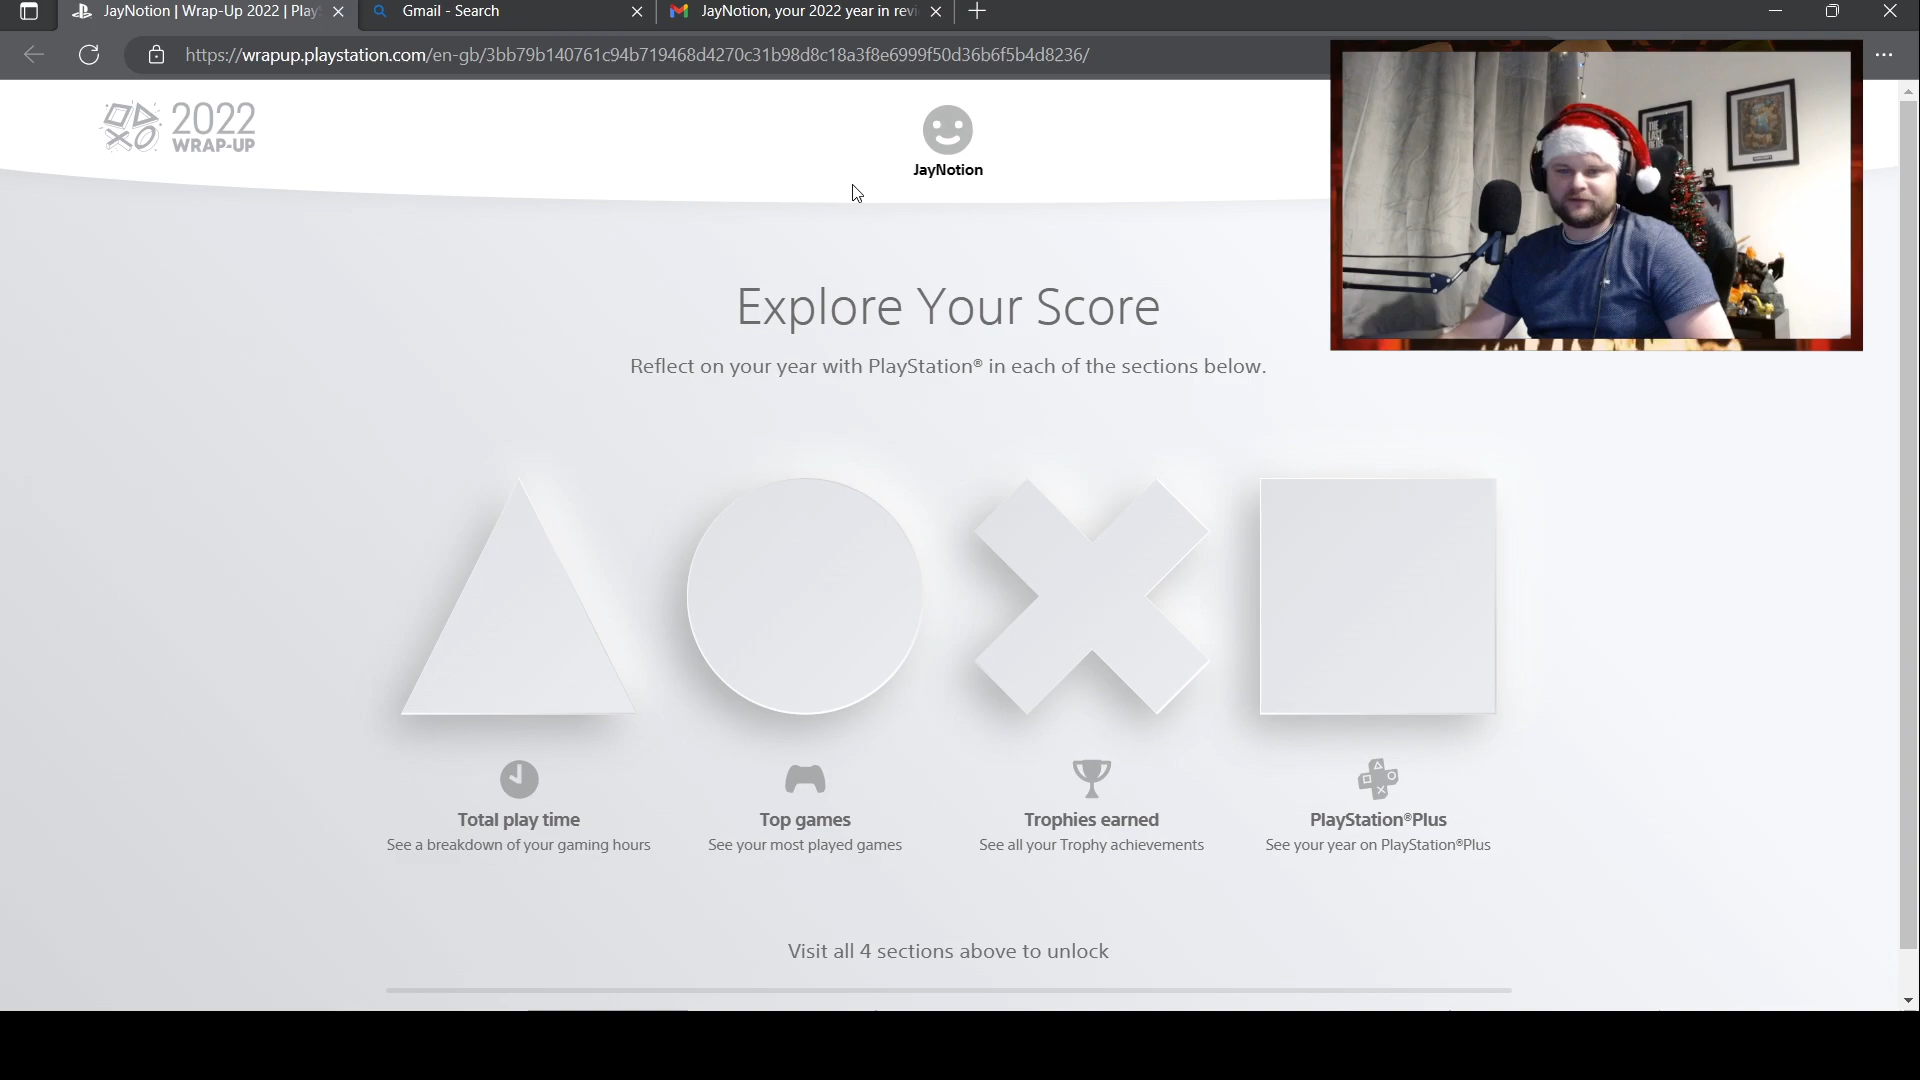 JayNotion | Wrap-Up 2022 | Play
Gmail - Search
JayNotion, your 2022 year in revi
https://wrapup.playstation.com/en-gb/3bb79b140761c94b719468d4270c31b98d8c18a3f8e6999f50d36b6f5b4d8236/
2022
WRAP-UP
JayNotion
Explore Your Score
Reflect on your year with PlayStation® in each of the sections below.
Total play time
See a breakdown of your gaming hours
Top games
See your most played games
Trophies earned
See all your Trophy achievements
PlayStation®Plus
See your year on PlayStation®Plus
Visit all 4 sections above to unlock